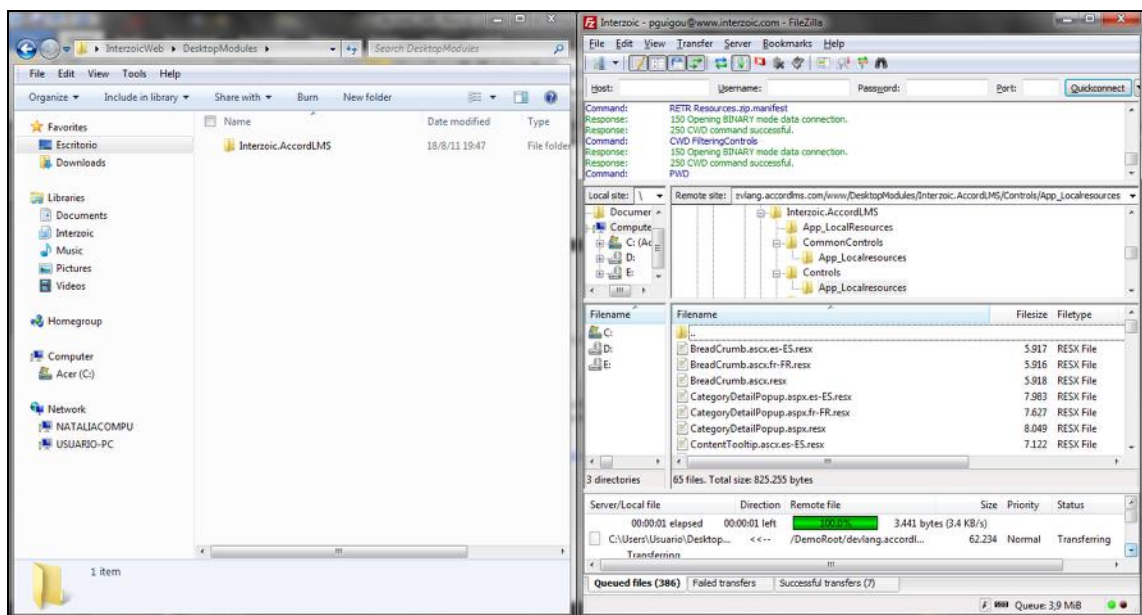 InterzoicWeb ▸ DesktopModules ▸
Search DesktopModules
File Edit View Tools Help
Organize Include in library Share with Burn New folder
Favorites
Escritorio
Downloads
Libraries
Documents
Interzoic
Music
Pictures
Videos
Homegroup
Computer
Acer (C:)
Network
NATALIACOMPU
USUARIO-PC
Name Date modified Type
Interzoic.AccordLMS 18/8/11 19:47 File folder
1 item
Interzoic - pguigou@www.interzoic.com - FileZilla
File Edit View Transfer Server Bookmarks Help
Host: Username: Password: Port: Quickconnect
Command: RETR Resources.zip.manifest
Response: 150 Opening BINARY mode data connection.
Response: 250 CWD command successful.
Command: CWD FilteringControls
Response: 150 Opening BINARY mode data connection.
Response: 250 CWD command successful.
Command: PWD
Local site: \
Documer
Compute
C: (Ac
D:
E:
Remote site: evlang.accordlms.com/www/DesktopModules/Interzoic.AccordLMS/Controls/App_Localresources
Interzoic.AccordLMS
App_LocalResources
CommonControls
App_Localresources
Controls
App_Localresources
Filename
C:
D:
E:
3 directories
Filename Filesize Filetype
..
BreadCrumb.ascx.es-ES.resx 5.917 RESX File
BreadCrumb.ascx.fr-FR.resx 5.916 RESX File
BreadCrumb.ascx.resx 5.918 RESX File
CategoryDetailPopup.aspx.es-ES.resx 7.983 RESX File
CategoryDetailPopup.aspx.fr-FR.resx 7.627 RESX File
CategoryDetailPopup.aspx.resx 8.049 RESX File
ContentTooltip.ascx.es-ES.resx 7.122 RESX File
65 files. Total size: 825.255 bytes
Server/Local file Direction Remote file Size Priority Status
00:00:01 elapsed 00:00:01 left 100.0% 3.441 bytes (3.4 KB/s)
C:\Users\Usuario\Desktop... <<-- /DemoRoot/devlang.accordl... 62.234 Normal Transferring
Transferring
Queued files (386) Failed transfers Successful transfers (7)
Queue: 3,9 MiB